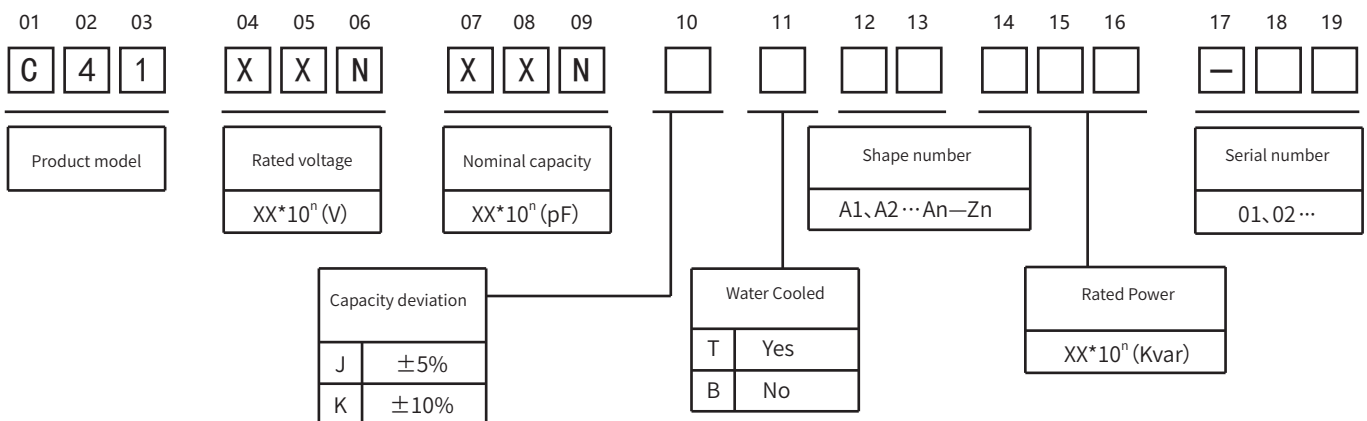 01 02 03 04 05 06 07 08 09 10 11 12 13 14 15 16 17 18 19
C 4 1 X X N X X N —
Product model
Rated voltage
XX*10ⁿ(V)
Nominal capacity
XX*10ⁿ(pF)
Shape number
A1、A2…An—Zn
Serial number
01、02…
Capacity deviation
J ±5%
K ±10%
Water Cooled
T Yes
B No
Rated Power
XX*10ⁿ(Kvar)